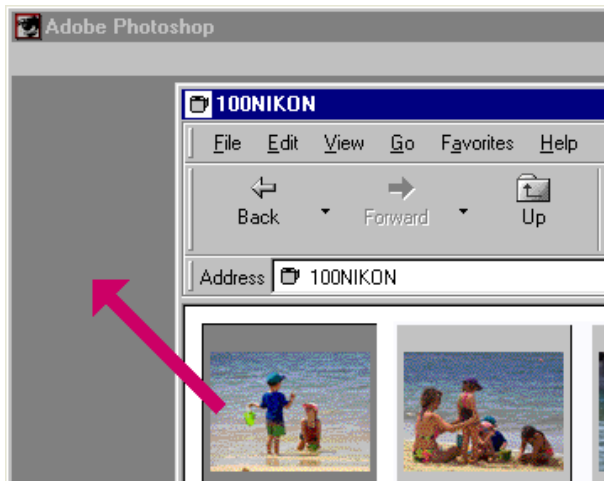 Adobe Photoshop
100NIKON
File Edit View Go Favorites Help
Back Forward Up
Address 100NIKON